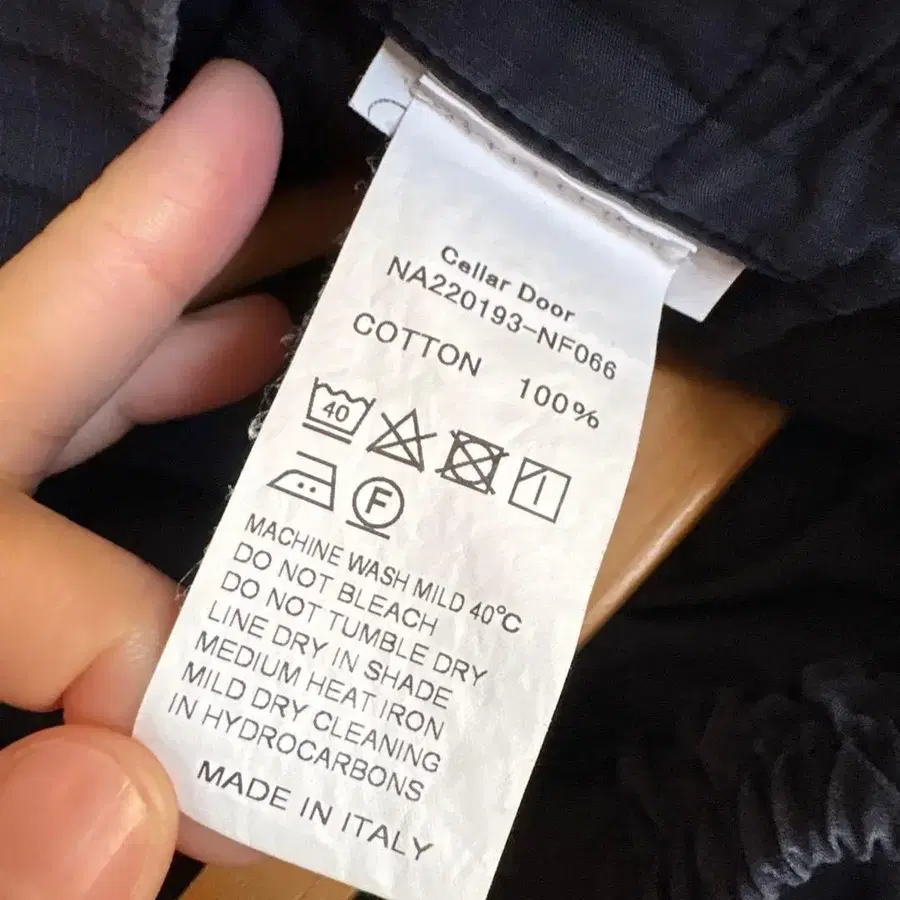 Cellar Door
NA220193-NF066
COTTON 100%
40
F
MACHINE WASH MILD 40°C
DO NOT BLEACH
DO NOT TUMBLE DRY
LINE DRY IN SHADE
MEDIUM HEAT IRON
MILD DRY CLEANING
IN HYDROCARBONS
MADE IN ITALY